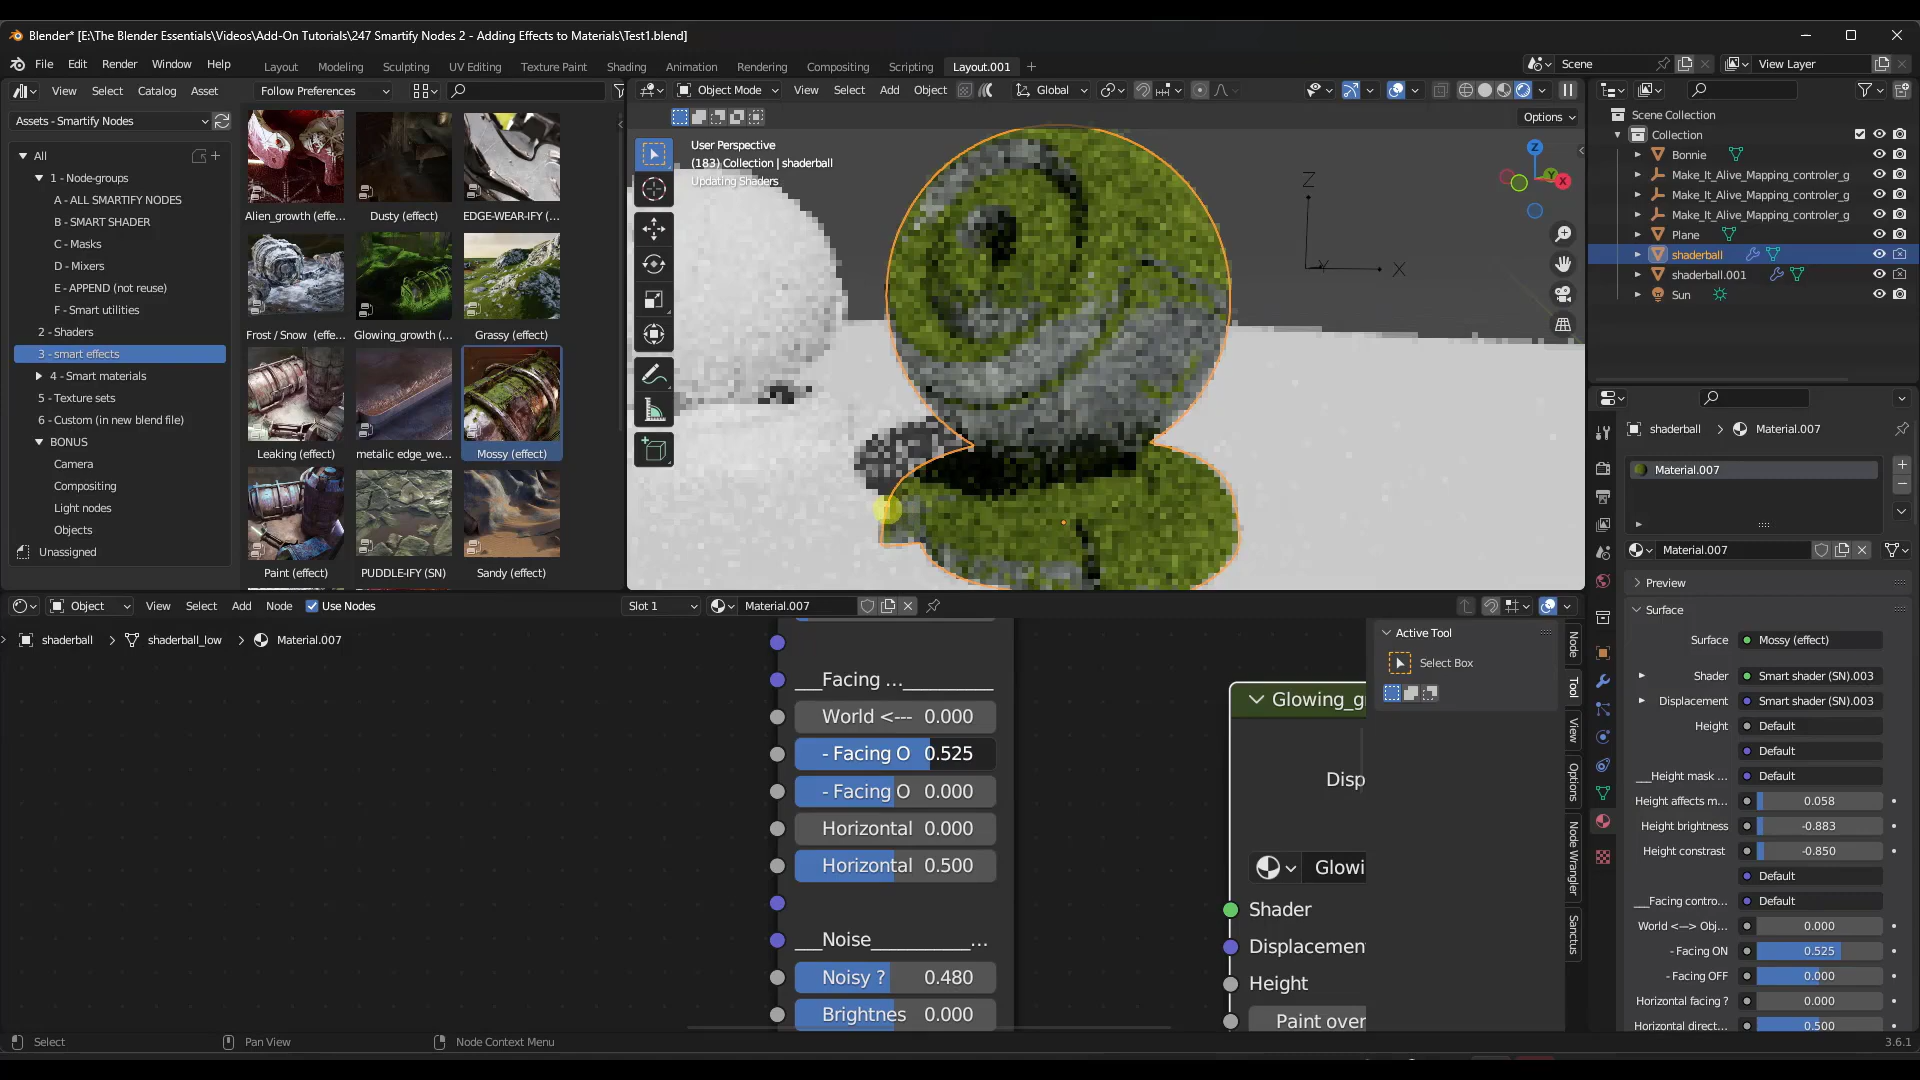 Blender* [E:\The Blender Essentials\Videos\Add-On Tutorials\247 Smartify Nodes 2 - Adding Effects to Materials\Test1.blend]
File Edit Render Window Help
Layout Modeling Sculpting UV Editing Texture Paint Shading Animation Rendering Compositing Scripting Layout.001 +
Scene
View Layer
View Select Catalog Asset Follow Preferences
Assets - Smartify Nodes
All
1 - Node-groups
A - ALL SMARTIFY NODES
B - SMART SHADER
C - Masks
D - Mixers
E - APPEND (not reuse)
F - Smart utilities
2 - Shaders
3 - smart effects
4 - Smart materials
5 - Texture sets
6 - Custom (in new blend file)
BONUS
Camera
Compositing
Light nodes
Objects
Unassigned
Alien_growth (effe...
Dusty (effect)
EDGE-WEAR-IFY (...
Frost / Snow (effe...
Glowing_growth (...
Grassy (effect)
Leaking (effect)
metalic edge_we...
Mossy (effect)
Paint (effect)
PUDDLE-IFY (SN)
Sandy (effect)
Object Mode View Select Add Object Global
Options
User Perspective
(183) Collection | shaderball
Updating Shaders
Z
Y
X
Z
Y
X
Scene Collection
Collection
Bonnie
Make_It_Alive_Mapping_controler_g
Make_It_Alive_Mapping_controler_g
Make_It_Alive_Mapping_controler_g
Plane
shaderball
shaderball.001
Sun
shaderball > Material.007
Material.007
Material.007
Preview
Surface
Surface Mossy (effect)
Shader Smart shader (SN).003
Displacement Smart shader (SN).003
Height Default
Default
___Height mask ... Default
Height affects m... 0.058
Height brightness -0.883
Height constrast -0.850
Default
___Facing contro... Default
World <—> Obj... 0.000
- Facing ON 0.525
- Facing OFF 0.000
Horizontal facing ? 0.000
Horizontal direct... 0.500
Object View Select Add Node Use Nodes Slot 1 Material.007
shaderball > shaderball_low > Material.007
___Facing ...__________
World <--- 0.000
- Facing O 0.525
- Facing O 0.000
Horizontal 0.000
Horizontal 0.500
___Noise___________...
Noisy ? 0.480
Brightnes 0.000
Glowing_g
Disp
Glowi
Shader
Displacement
Height
Paint over
Active Tool
Select Box
Node
Tool
View
Options
Node Wrangler
Sanctus
Select
Pan View
Node Context Menu
3.6.1